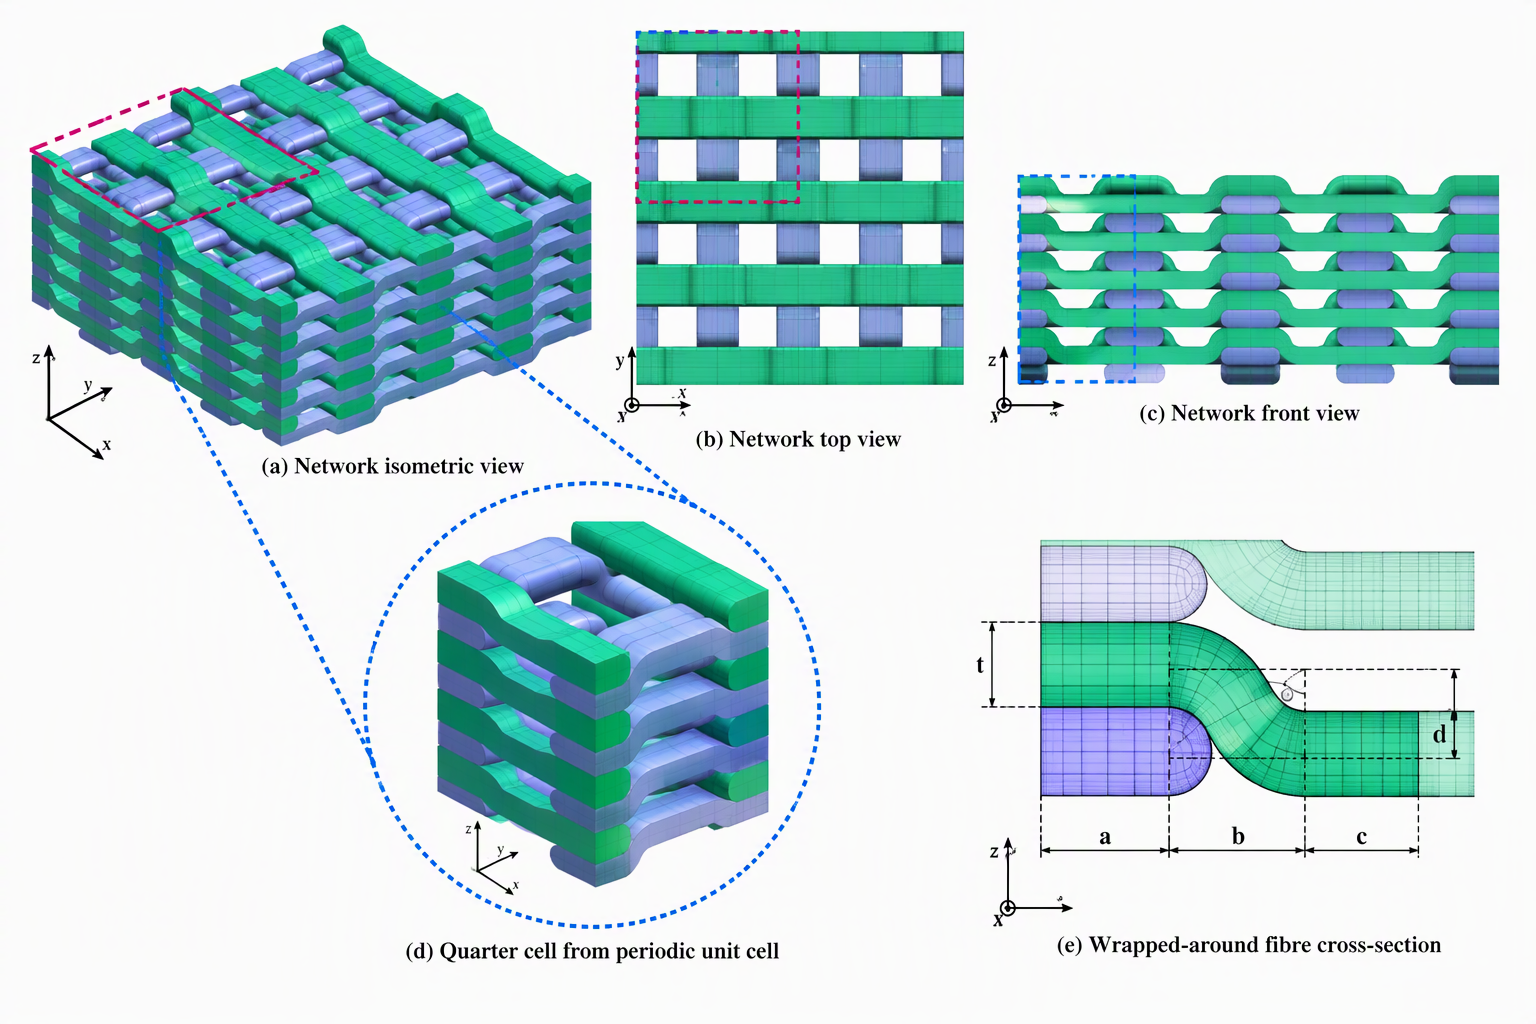 z
y
x
(a) Network isometric view
y
x
(b) Network top view
z
(c) Network front view
z
y
x
(d) Quarter cell from periodic unit cell
t
d
a
b
c
z
(e) Wrapped-around fibre cross-section